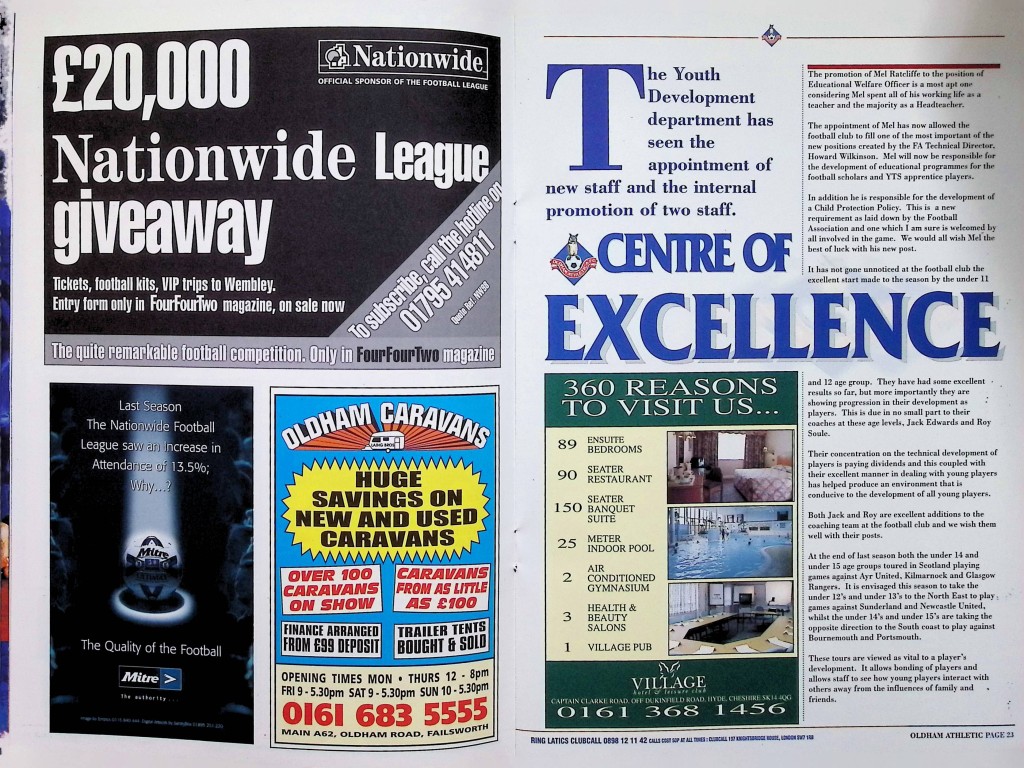 £20,000
Nationwide
OFFICIAL SPONSOR OF THE FOOTBALL LEAGUE
Nationwide League
giveaway
Tickets, football kits, VIP trips to Wembley.
Entry form only in FourFourTwo magazine, on sale now
To subscribe, call the hotline on
01795 414811
The quite remarkable football competition. Only in FourFourTwo magazine
Last Season
The Nationwide Football
League saw an Increase in
Attendance of 13.5%;
Why...?
Mitre
The Quality of the Football
Mitre
the authority
OLDHAM CARAVANS
HUGE
SAVINGS ON
NEW AND USED
CARAVANS
OVER 100
CARAVANS
ON SHOW
CARAVANS
FROM AS LITTLE
AS £100
FINANCE ARRANGED
FROM £99 DEPOSIT
TRAILER TENTS
BOUGHT & SOLD
OPENING TIMES MON • THURS 12 - 8pm
FRI 9 - 5.30pm SAT 9 - 5.30pm SUN 10 - 5.30pm
0161 683 5555
MAIN A62, OLDHAM ROAD, FAILSWORTH
The Youth
Development
department has
seen the
appointment of
new staff and the internal
promotion of two staff.
CENTRE OF
EXCELLENCE
360 REASONS
TO VISIT US...
89 ENSUITE
BEDROOMS
90 SEATER
RESTAURANT
150 SEATER
BANQUET
SUITE
25 METER
INDOOR POOL
2 AIR
CONDITIONED
GYMNASIUM
3 HEALTH &
BEAUTY
SALONS
1 VILLAGE PUB
VILLAGE
hotel & leisure club
CAPTAIN CLARKE ROAD, OFF DUKINFIELD ROAD, HYDE, CHESHIRE SK14 4QG
0161 368 1456
The promotion of Mel Ratcliffe to the position of
Educational Welfare Officer is a most apt one
considering Mel spent all of his working life as a
teacher and the majority as a Headteacher.
The appointment of Mel has now allowed the
football club to fill one of the most important of the
new positions created by the FA Technical Director,
Howard Wilkinson. Mel will now be responsible for
the development of educational programmes for the
football scholars and YTS apprentice players.
In addition he is responsible for the development of
a Child Protection Policy. This is a new
requirement as laid down by the Football
Association and one which I am sure is welcomed by
all involved in the game. We would all wish Mel the
best of luck with his new post.
It has not gone unnoticed at the football club the
excellent start made to the season by the under 11
and 12 age group. They have had some excellent
results so far, but more importantly they are
showing progression in their development as
players. This is due in no small part to their
coaches at these age levels, Jack Edwards and Roy
Soule.
Their concentration on the technical development of
players is paying dividends and this coupled with
their excellent manner in dealing with young players
has helped produce an environment that is
conducive to the development of all young players.
Both Jack and Roy are excellent additions to the
coaching team at the football club and we wish them
well with their posts.
At the end of last season both the under 14 and
under 15 age groups toured in Scotland playing
games against Ayr United, Kilmarnock and Glasgow
Rangers. It is envisaged this season to take the
under 12's and under 13's to the North East to play
games against Sunderland and Newcastle United,
whilst the under 14's and under 15's are taking the
opposite direction to the South coast to play against
Bournemouth and Portsmouth.
These tours are viewed as vital to a player's
development. It allows bonding of players and
allows staff to see how young players interact with
others away from the influences of family and
friends.
RING LATICS CLUBCALL 0898 12 11 42 CALLS COST 50P AT ALL TIMES : CLUBCALL 197 KNIGHTSBRIDGE HOUSE, LONDON SW7 1RB
OLDHAM ATHLETIC PAGE 23